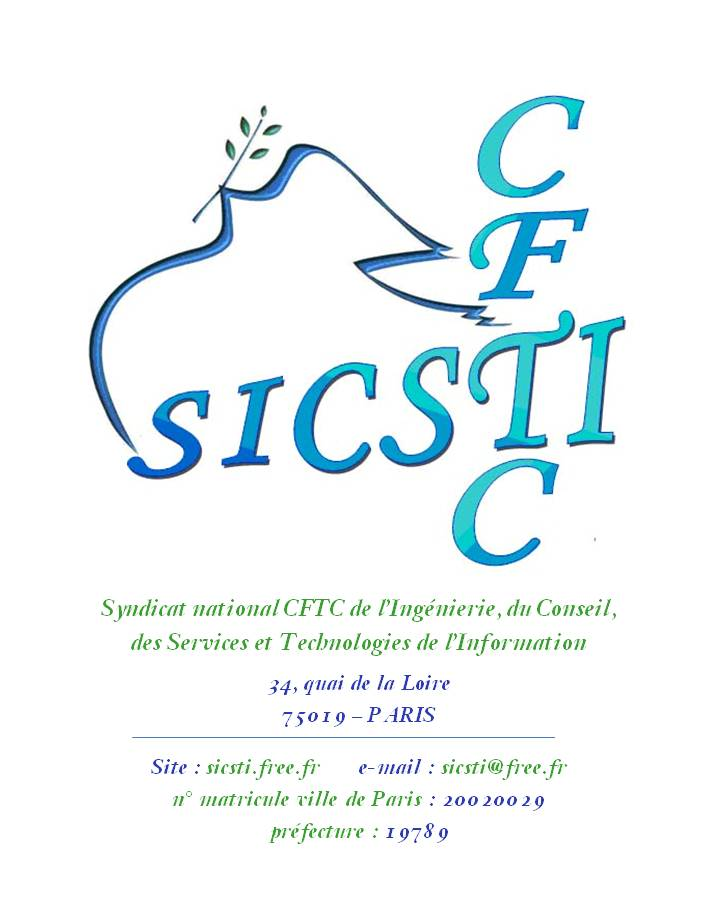 CFTC
SICSTI
Syndicat national CFTC de l'Ingénierie, du Conseil,
des Services et Technologies de l'Information
34, quai de la Loire
75019 – PARIS
Site : sicsti.free.fr e-mail : sicsti@free.fr
n° matricule ville de Paris : 20020029
préfecture : 19789